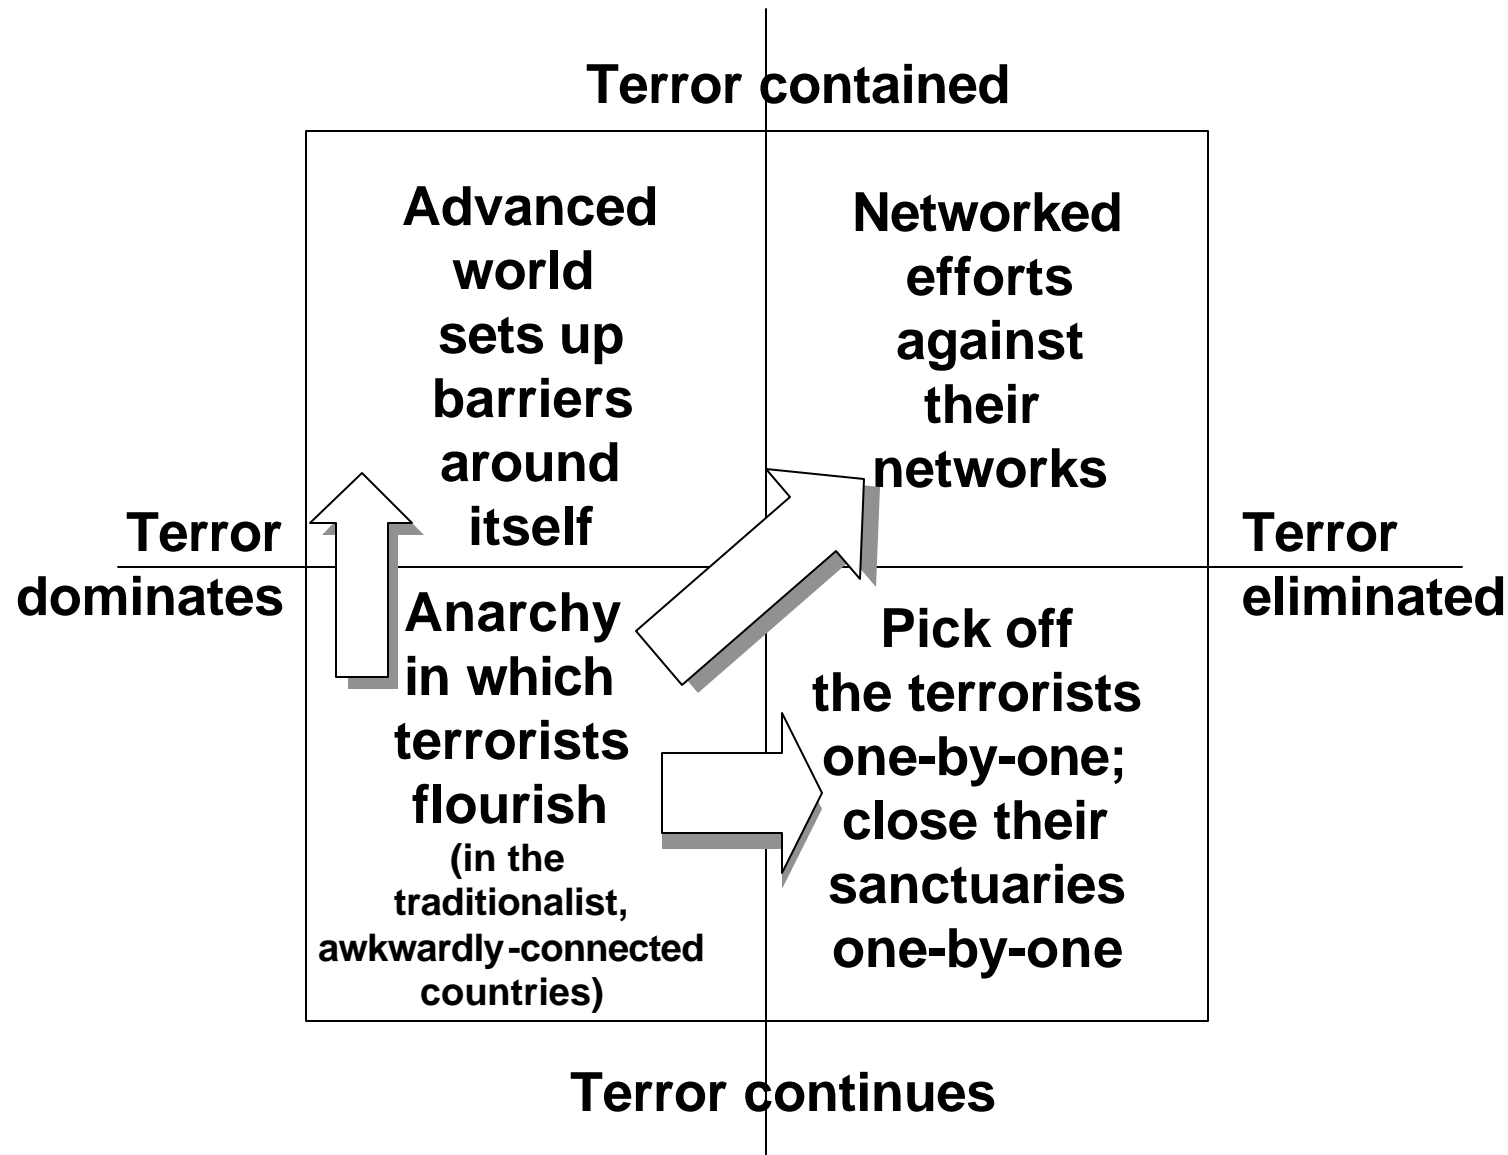 Terror contained
Advanced
world
sets up
barriers
around
itself
Networked
efforts
against
their
networks
Terror
dominates
Terror
eliminated
Anarchy
in which
terrorists
flourish
(in the
traditionalist,
awkwardly-connected
countries)
Pick off
the terrorists
one-by-one;
close their
sanctuaries
one-by-one
Terror continues